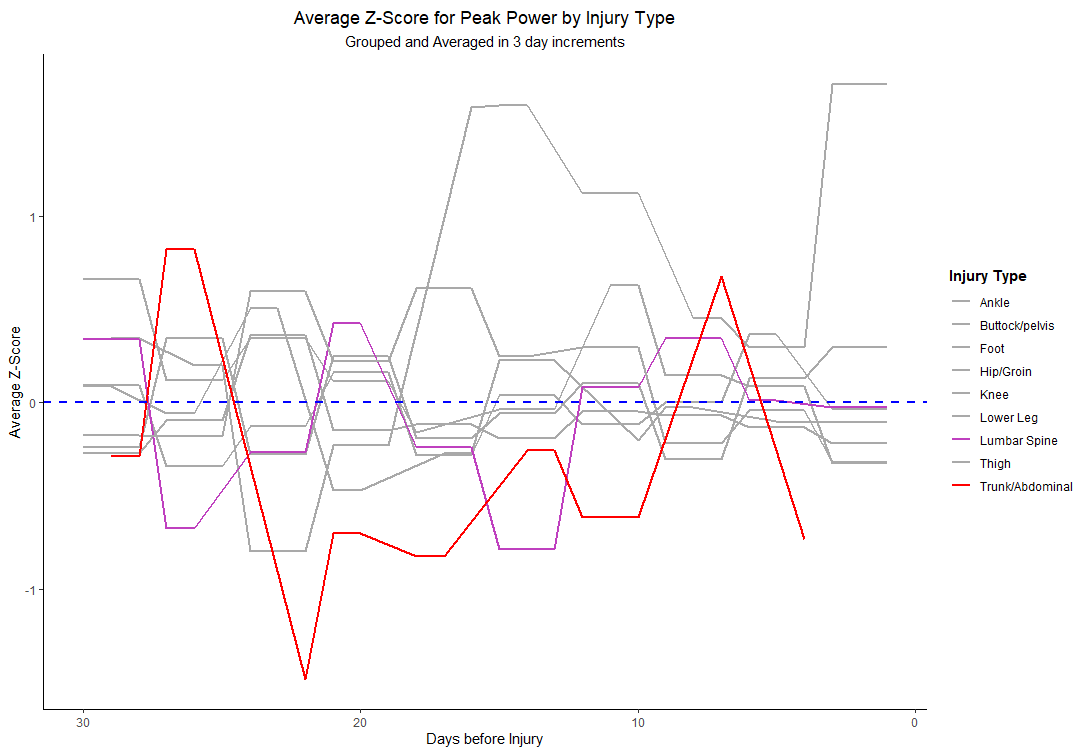 Average Z-Score for Peak Power by Injury Type
Grouped and Averaged in 3 day increments
Average Z-Score
1
0
-1
30
20
10
0
Days before Injury
Injury Type
Ankle
Buttock/pelvis
Foot
Hip/Groin
Knee
Lower Leg
Lumbar Spine
Thigh
Trunk/Abdominal